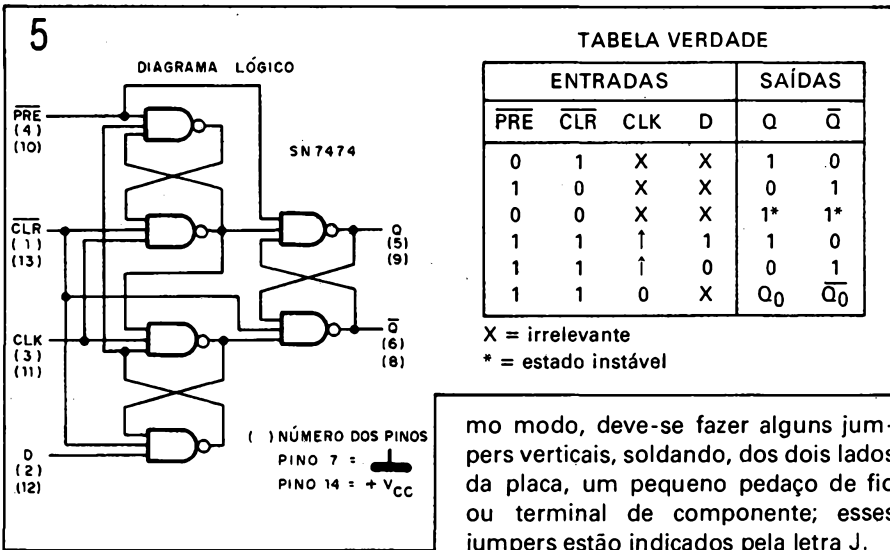 5
DIAGRAMA LÓGICO
PRE
(4)
(10)
SN7474
CLR
(1)
(13)
Q
(5)
(9)
CLK
(3)
(11)
Q
(6)
(8)
D
(2)
(12)
( ) NÚMERO DOS PINOS
PINO 7 =
PINO 14 = + VCC
TABELA VERDADE
ENTRADAS SAÍDAS
PRE CLR CLK D Q Q̅
0 1 X X 1 0
1 0 X X 0 1
0 0 X X 1* 1*
1 1 ↑ 1 1 0
1 1 ↑ 0 0 1
1 1 0 X Q0 Q̅0
X = irrelevante
* = estado instável
mo modo, deve-se fazer alguns jum-
pers verticais, soldando, dos dois lados
da placa, um pequeno pedaço de fio
ou terminal de componente; esses
jumpers estão indicados pela letra J.